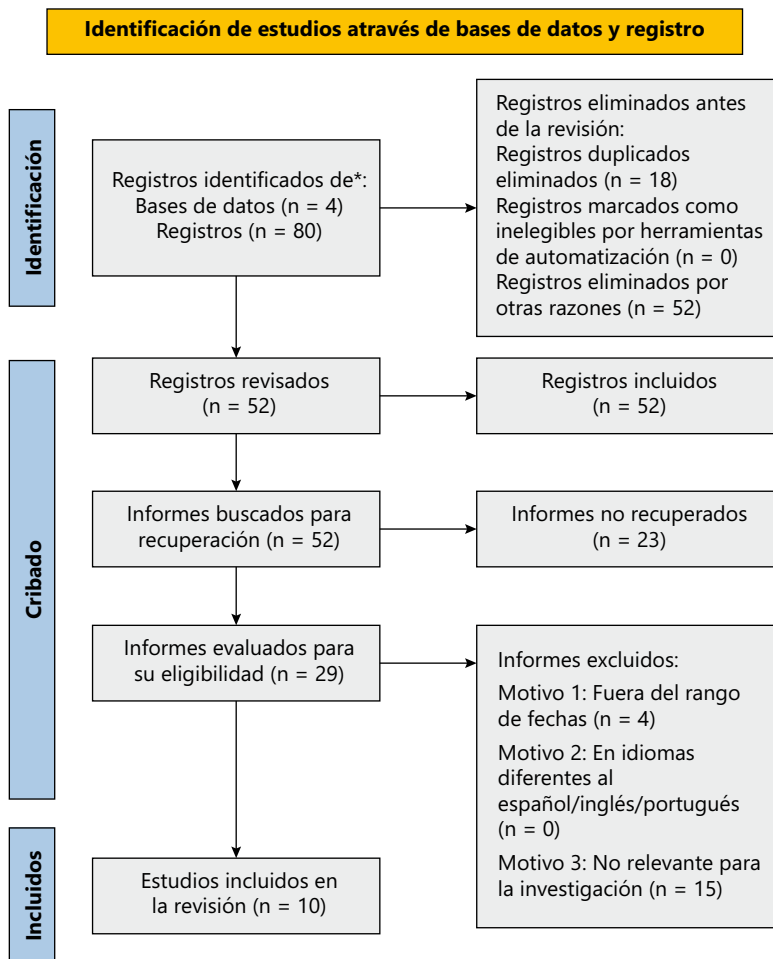 Identificación de estudios através de bases de datos y registro
Identificación
Registros identificados de*:
Bases de datos (n = 4)
Registros (n = 80)
Registros eliminados antes
de la revisión:
Registros duplicados
eliminados (n = 18)
Registros marcados como
inelegibles por herramientas
de automatización (n = 0)
Registros eliminados por
otras razones (n = 52)
Cribado
Registros revisados
(n = 52)
Registros incluidos
(n = 52)
Informes buscados para
recuperación (n = 52)
Informes no recuperados
(n = 23)
Informes evaluados para
su eligibilidad (n = 29)
Informes excluidos:
Motivo 1: Fuera del rango
de fechas (n = 4)
Motivo 2: En idiomas
diferentes al
español/inglés/portugués
(n = 0)
Motivo 3: No relevante para
la investigación (n = 15)
Incluidos
Estudios incluidos en
la revisión (n = 10)